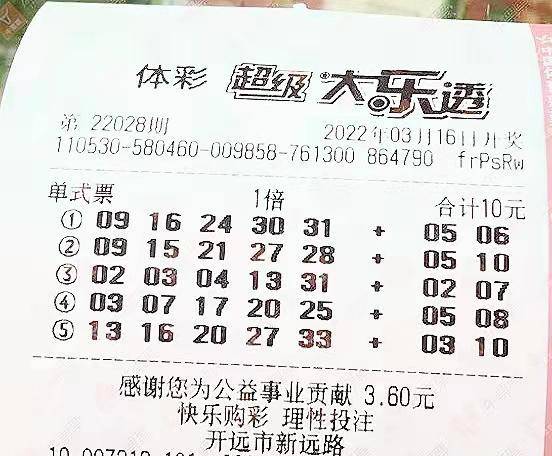 体彩 超级大乐透
第 22028期 2022年03月16日开奖
110530-580460-009858-761300 864790 frPsRw
单式票 1倍 合计10元
① 09 16 24 30 31 + 05 06
② 09 15 21 27 28 + 05 10
③ 02 03 04 13 31 + 02 07
④ 03 07 17 20 25 + 05 08
⑤ 13 16 20 27 33 + 03 10
感谢您为公益事业贡献 3.60元
快乐购彩 理性投注
开远市新远路